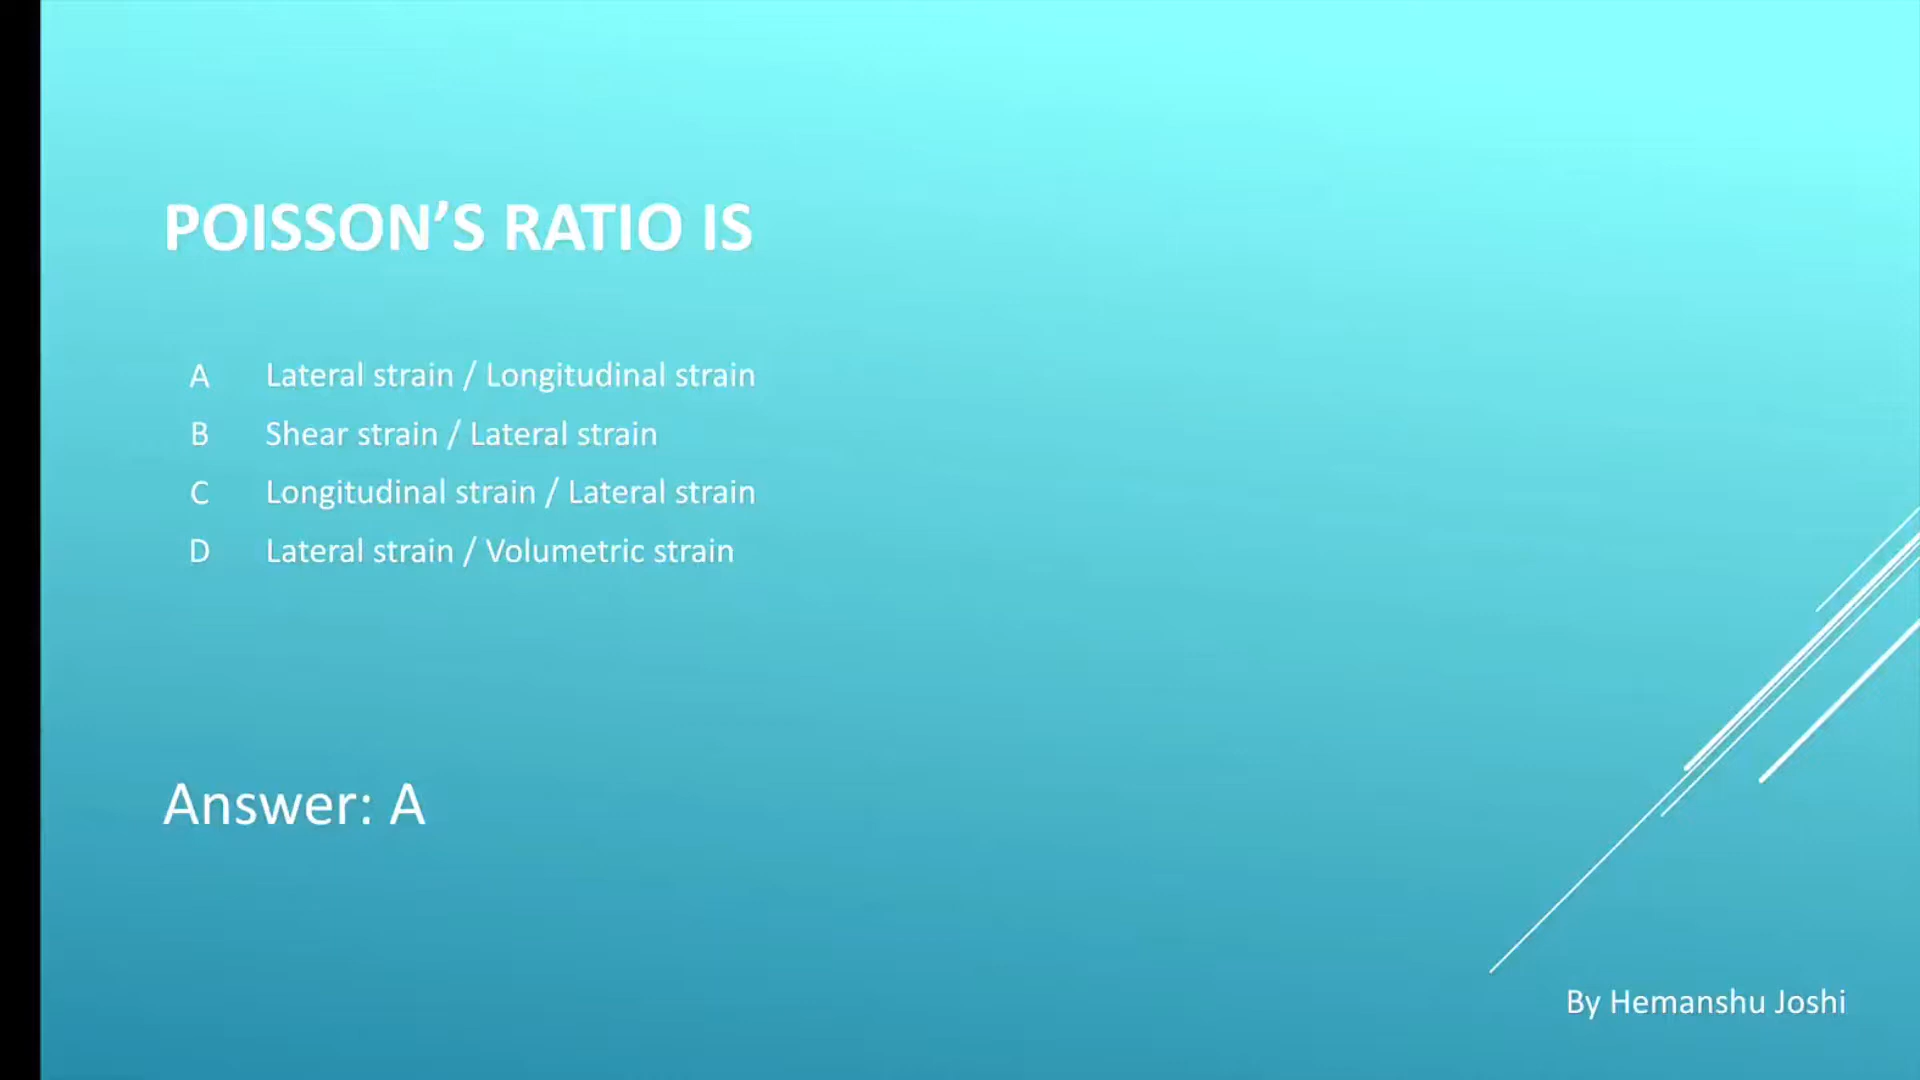 POISSON’S RATIO IS
A Lateral strain / Longitudinal strain
B Shear strain / Lateral strain
C Longitudinal strain / Lateral strain
D Lateral strain / Volumetric strain
Answer: A
By Hemanshu Joshi